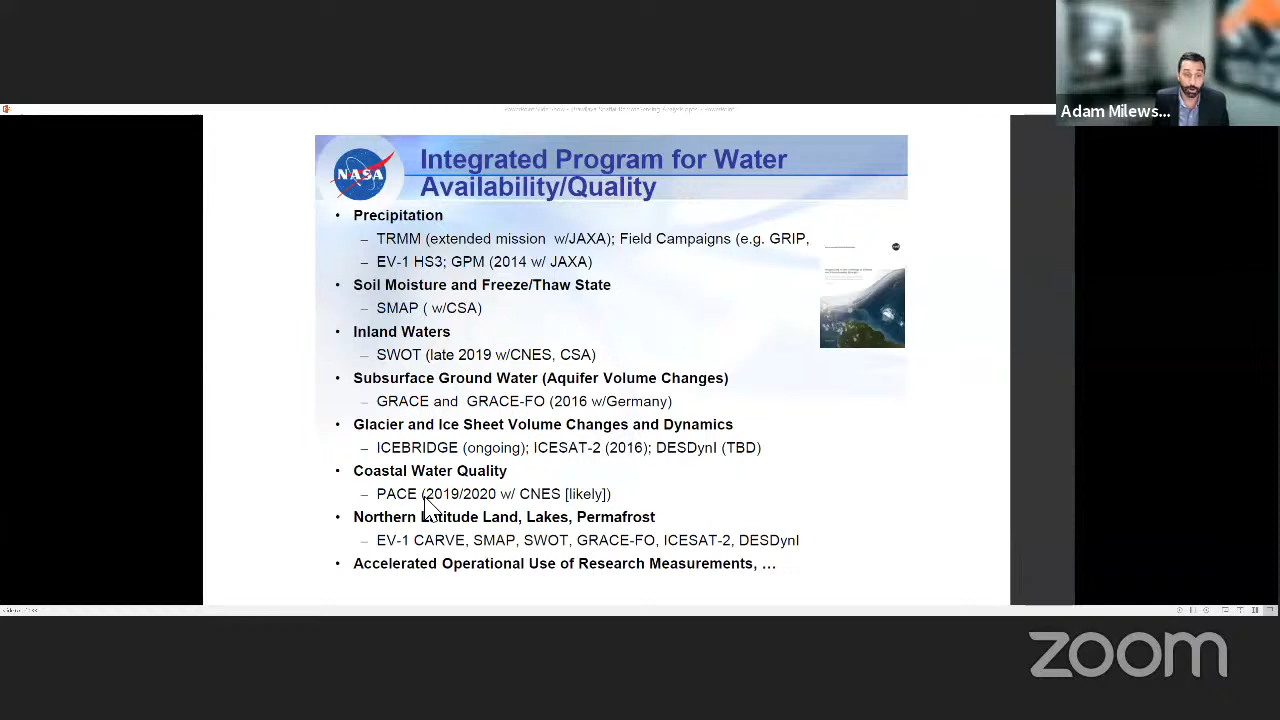 Adam Milews...
NASA
Integrated Program for Water
Availability/Quality
• Precipitation
– TRMM (extended mission w/JAXA); Field Campaigns (e.g. GRIP,
– EV-1 HS3; GPM (2014 w/ JAXA)
• Soil Moisture and Freeze/Thaw State
– SMAP ( w/CSA)
• Inland Waters
– SWOT (late 2019 w/CNES, CSA)
• Subsurface Ground Water (Aquifer Volume Changes)
– GRACE and GRACE-FO (2016 w/Germany)
• Glacier and Ice Sheet Volume Changes and Dynamics
– ICEBRIDGE (ongoing); ICESAT-2 (2016); DESDynI (TBD)
• Coastal Water Quality
– PACE (2019/2020 w/ CNES [likely])
• Northern Latitude Land, Lakes, Permafrost
– EV-1 CARVE, SMAP, SWOT, GRACE-FO, ICESAT-2, DESDynI
• Accelerated Operational Use of Research Measurements, …
zoom